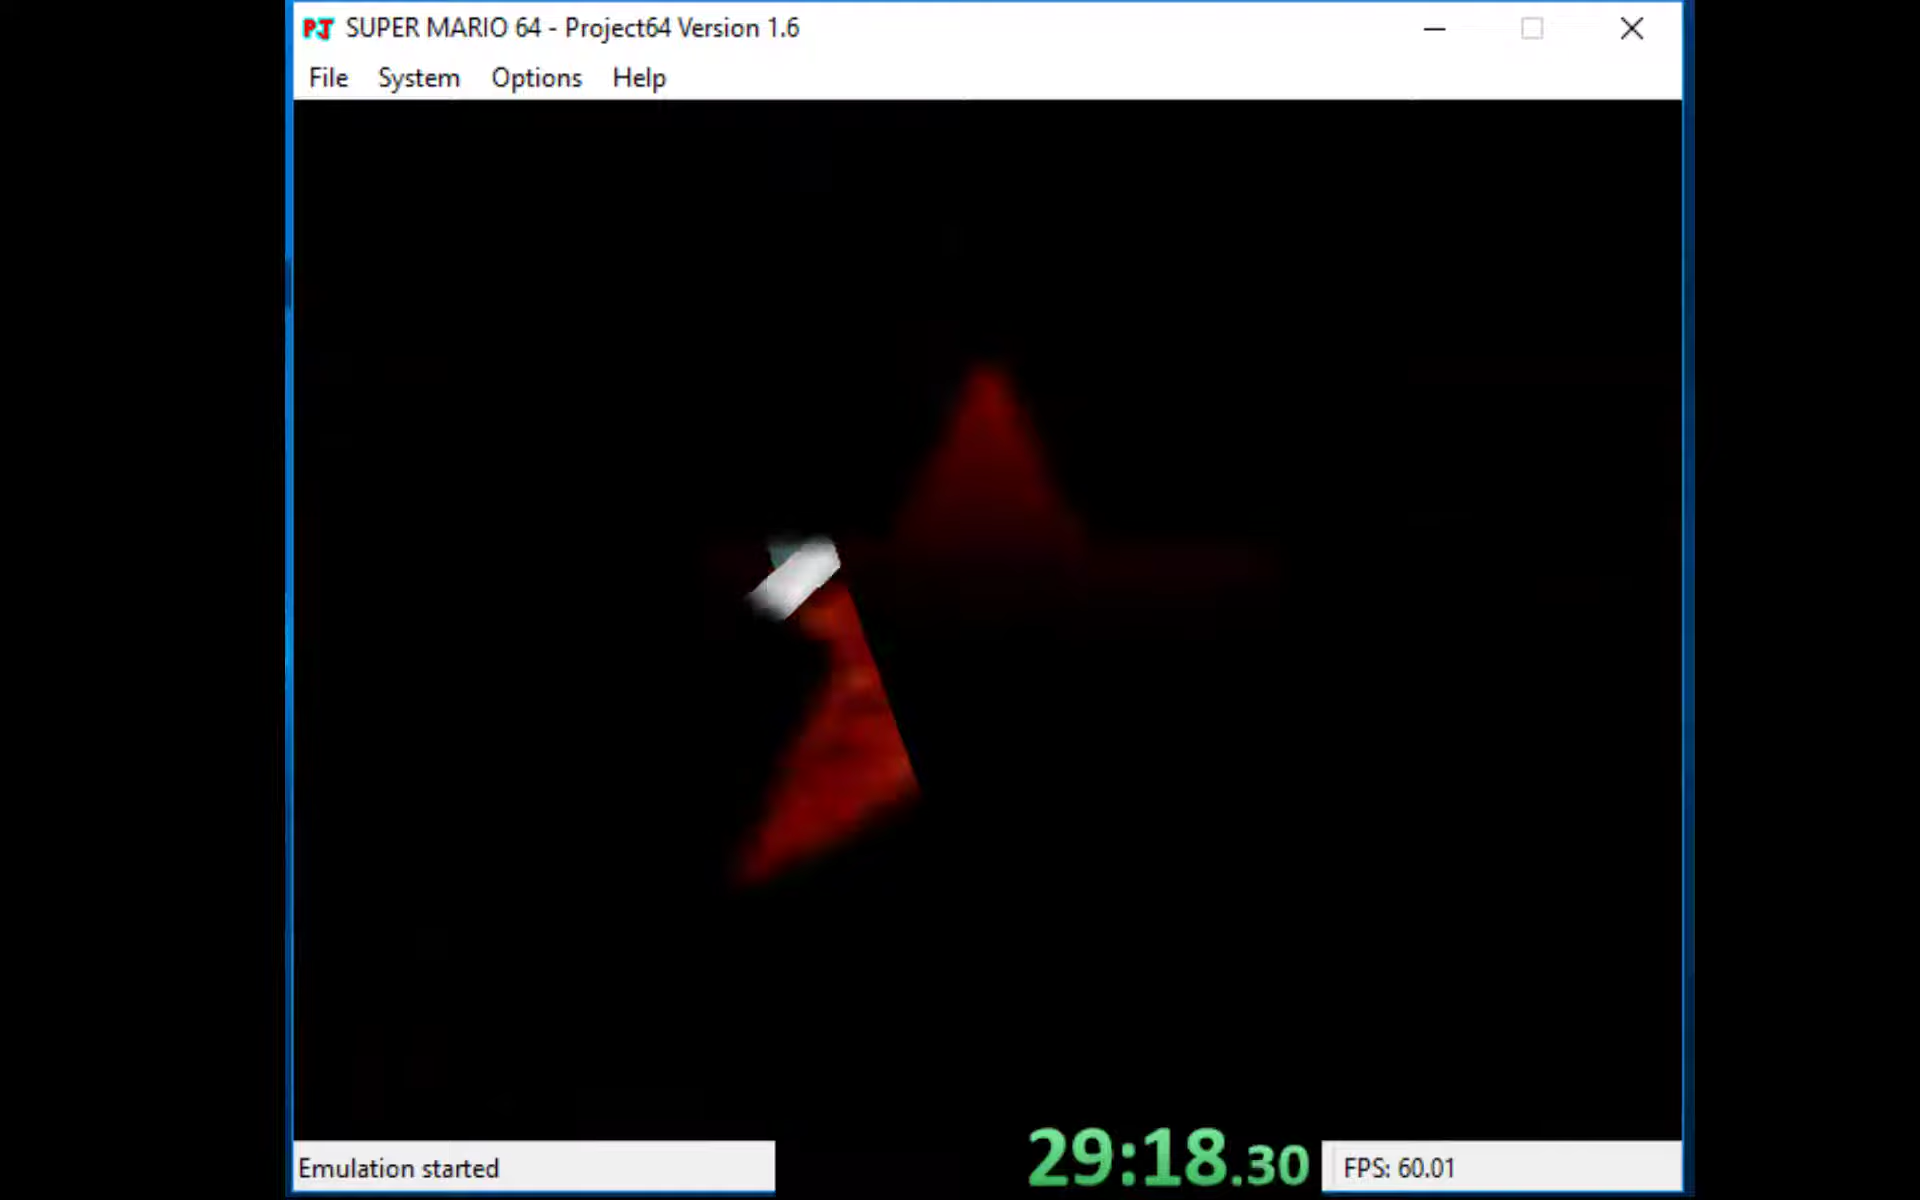 SUPER MARIO 64 - Project64 Version 1.6
File System Options Help
Emulation started
29:18.30
FPS: 60.01